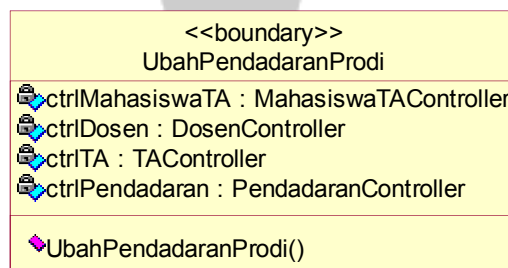 <<boundary>>
UbahPendadaranProdi
ctrlMahasiswaTA : MahasiswaTAController
ctrlDosen : DosenController
ctrlTA : TAController
ctrlPendadaran : PendadaranController
UbahPendadaranProdi()